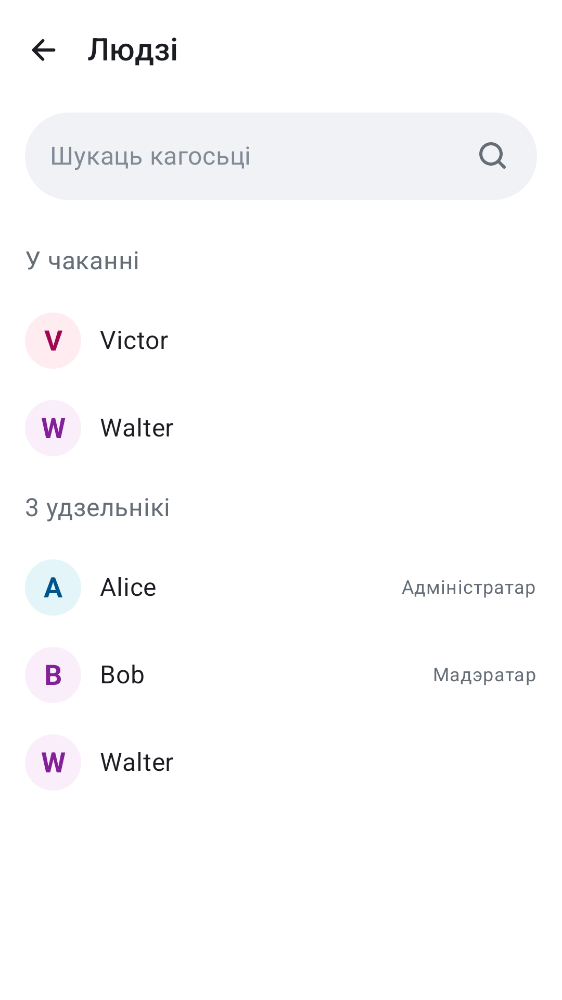 Людзі
Шукаць кагосьці
У чаканні
V Victor
W Walter
3 удзельнікі
A Alice Адміністратар
B Bob Мадэратар
W Walter